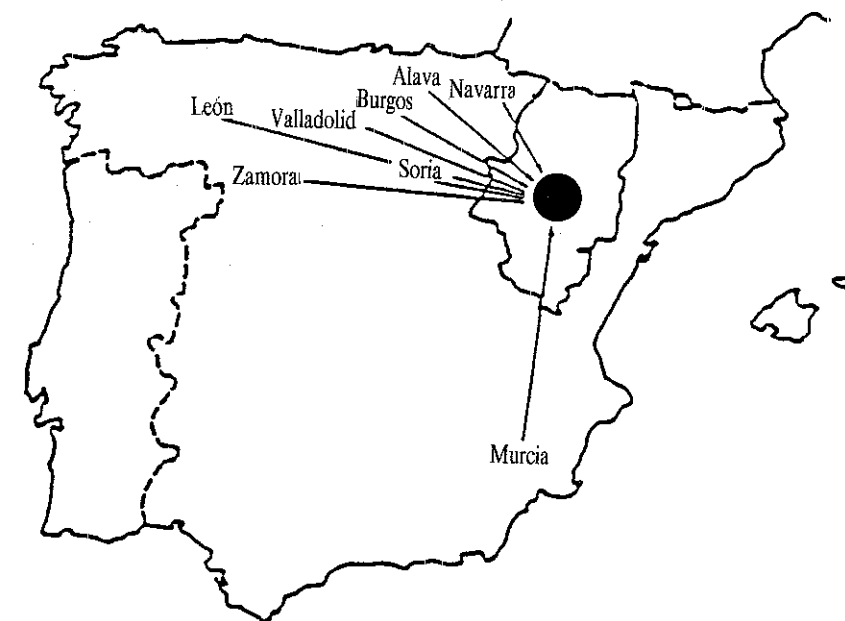 Alava
Navarra
Burgos
León
Valladolid
Soria
Zamora
Murcia